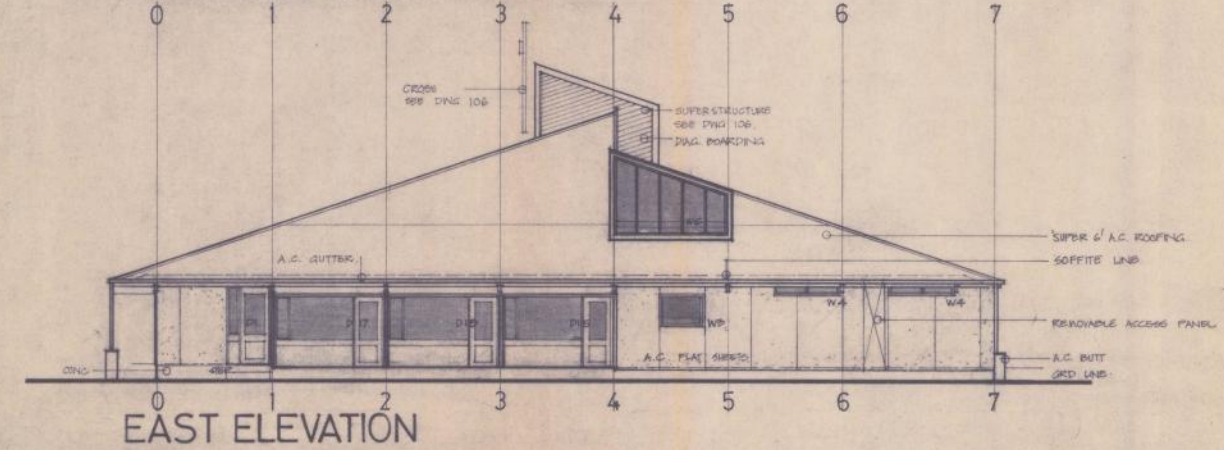 0 1 2 3 4 5 6 7
CROSS
SEE DWG 106
SUPERSTRUCTURE
SEE DWG 106.
DIAG. BOARDING
'SUPER 6' A.C. ROOFING.
A.C. GUTTER.
SOFFITE LINE
W4
W4
D17
W3
REMOVABLE ACCESS PANEL
A.C. FLAT SHEETS.
A.C. BUTT
GRD LINE.
0 1 2 3 4 5 6 7
EAST ELEVATION